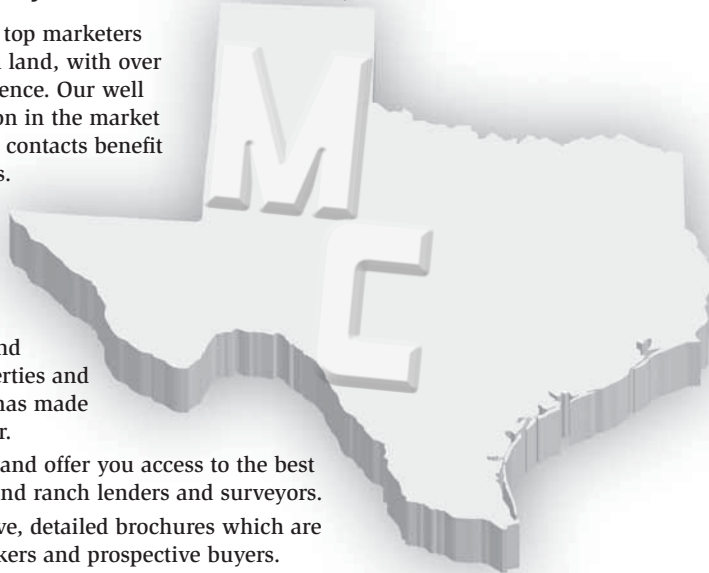 top marketers
land, with over
ence. Our well
on in the market
contacts benefit
s.
M
C
nd
erties and
has made
r.
and offer you access to the best
nd ranch lenders and surveyors.
ve, detailed brochures which are
kers and prospective buyers.